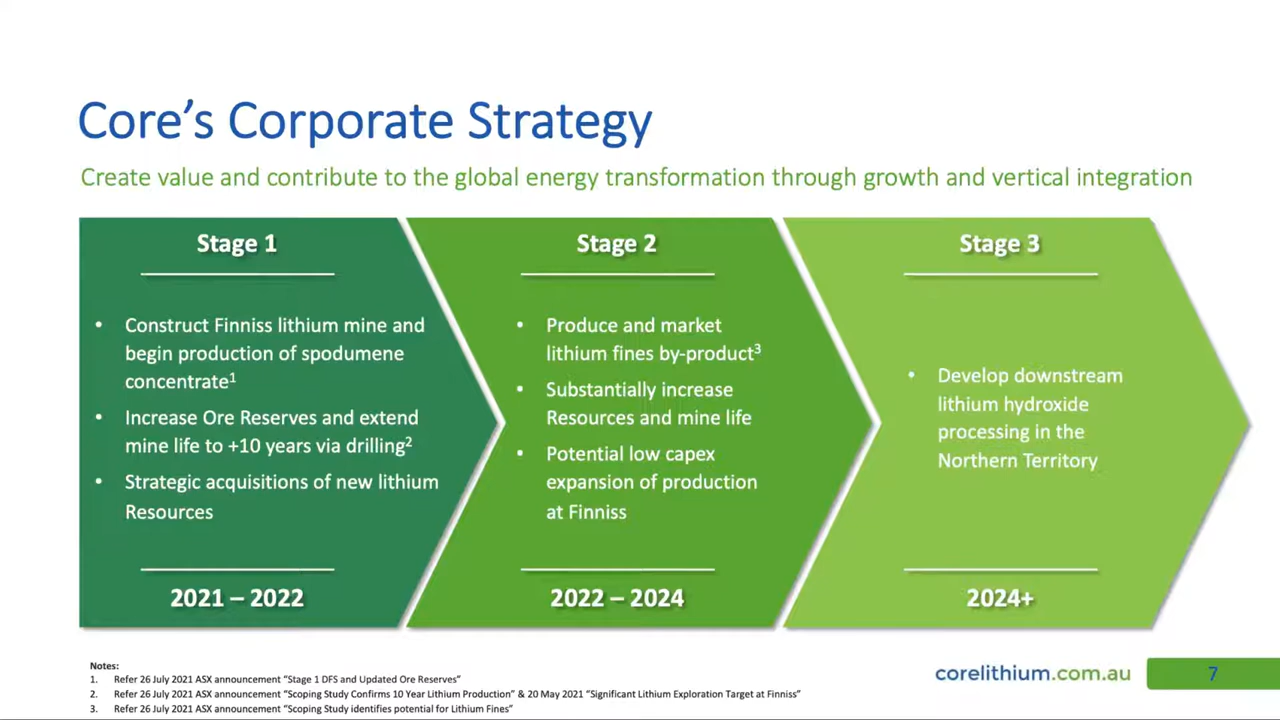 Core's Corporate Strategy
Create value and contribute to the global energy transformation through growth and vertical integration
Stage 1
• Construct Finniss lithium mine and
begin production of spodumene
concentrate1
• Increase Ore Reserves and extend
mine life to +10 years via drilling2
• Strategic acquisitions of new lithium
Resources
2021 – 2022
Stage 2
• Produce and market
lithium fines by-product3
• Substantially increase
Resources and mine life
• Potential low capex
expansion of production
at Finniss
2022 – 2024
Stage 3
• Develop downstream
lithium hydroxide
processing in the
Northern Territory
2024+
Notes:
1. Refer 26 July 2021 ASX announcement "Stage 1 DFS and Updated Ore Reserves"
2. Refer 26 July 2021 ASX announcement "Scoping Study Confirms 10 Year Lithium Production" & 20 May 2021 "Significant Lithium Exploration Target at Finniss"
3. Refer 26 July 2021 ASX announcement "Scoping Study identifies potential for Lithium Fines"
corelithium.com.au
7